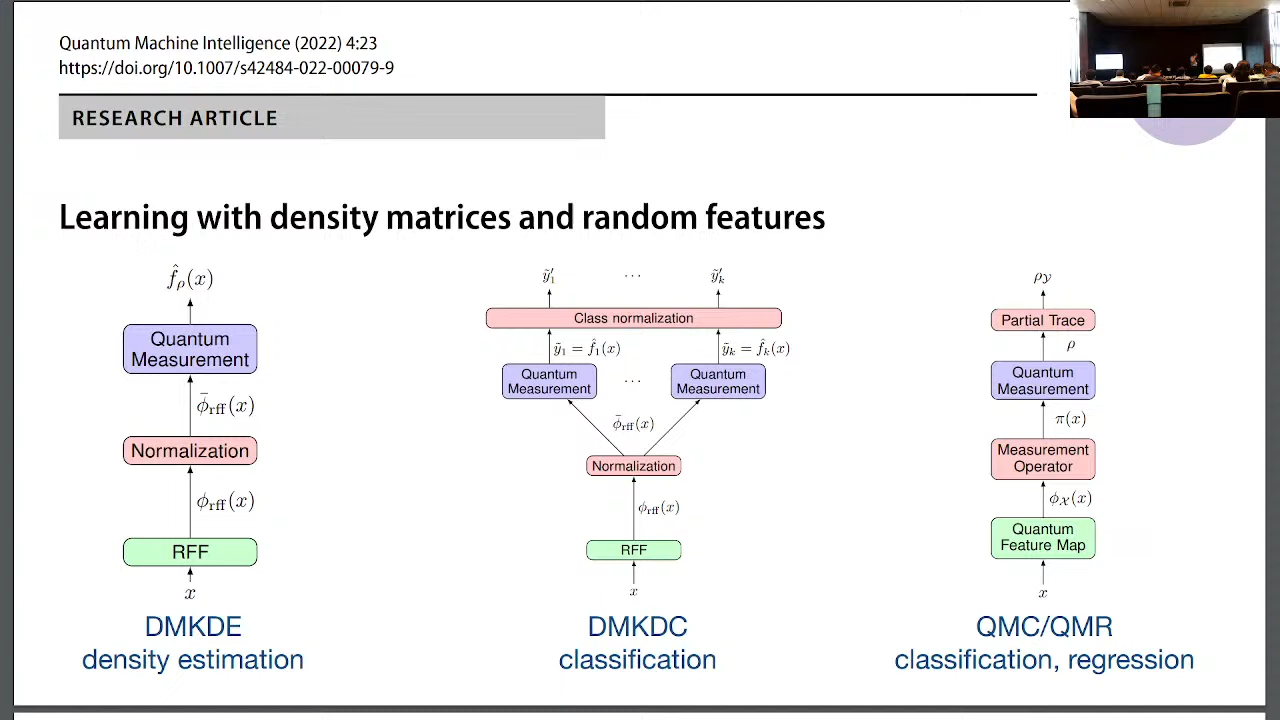 Quantum Machine Intelligence (2022) 4:23
https://doi.org/10.1007/s42484-022-00079-9
RESEARCH ARTICLE
Learning with density matrices and random features
f̂ρ(x)
Quantum
Measurement
ϕ̄rff(x)
Normalization
ϕrff(x)
RFF
x
DMKDE
density estimation
ỹ′1 ... ỹ′k
Class normalization
ỹ1 = f̂1(x) ỹk = f̂k(x)
Quantum
Measurement
...
Quantum
Measurement
ϕ̄rff(x)
Normalization
ϕrff(x)
RFF
x
DMKDC
classification
ρy
Partial Trace
ρ
Quantum
Measurement
π(x)
Measurement
Operator
ϕX(x)
Quantum
Feature Map
x
QMC/QMR
classification, regression